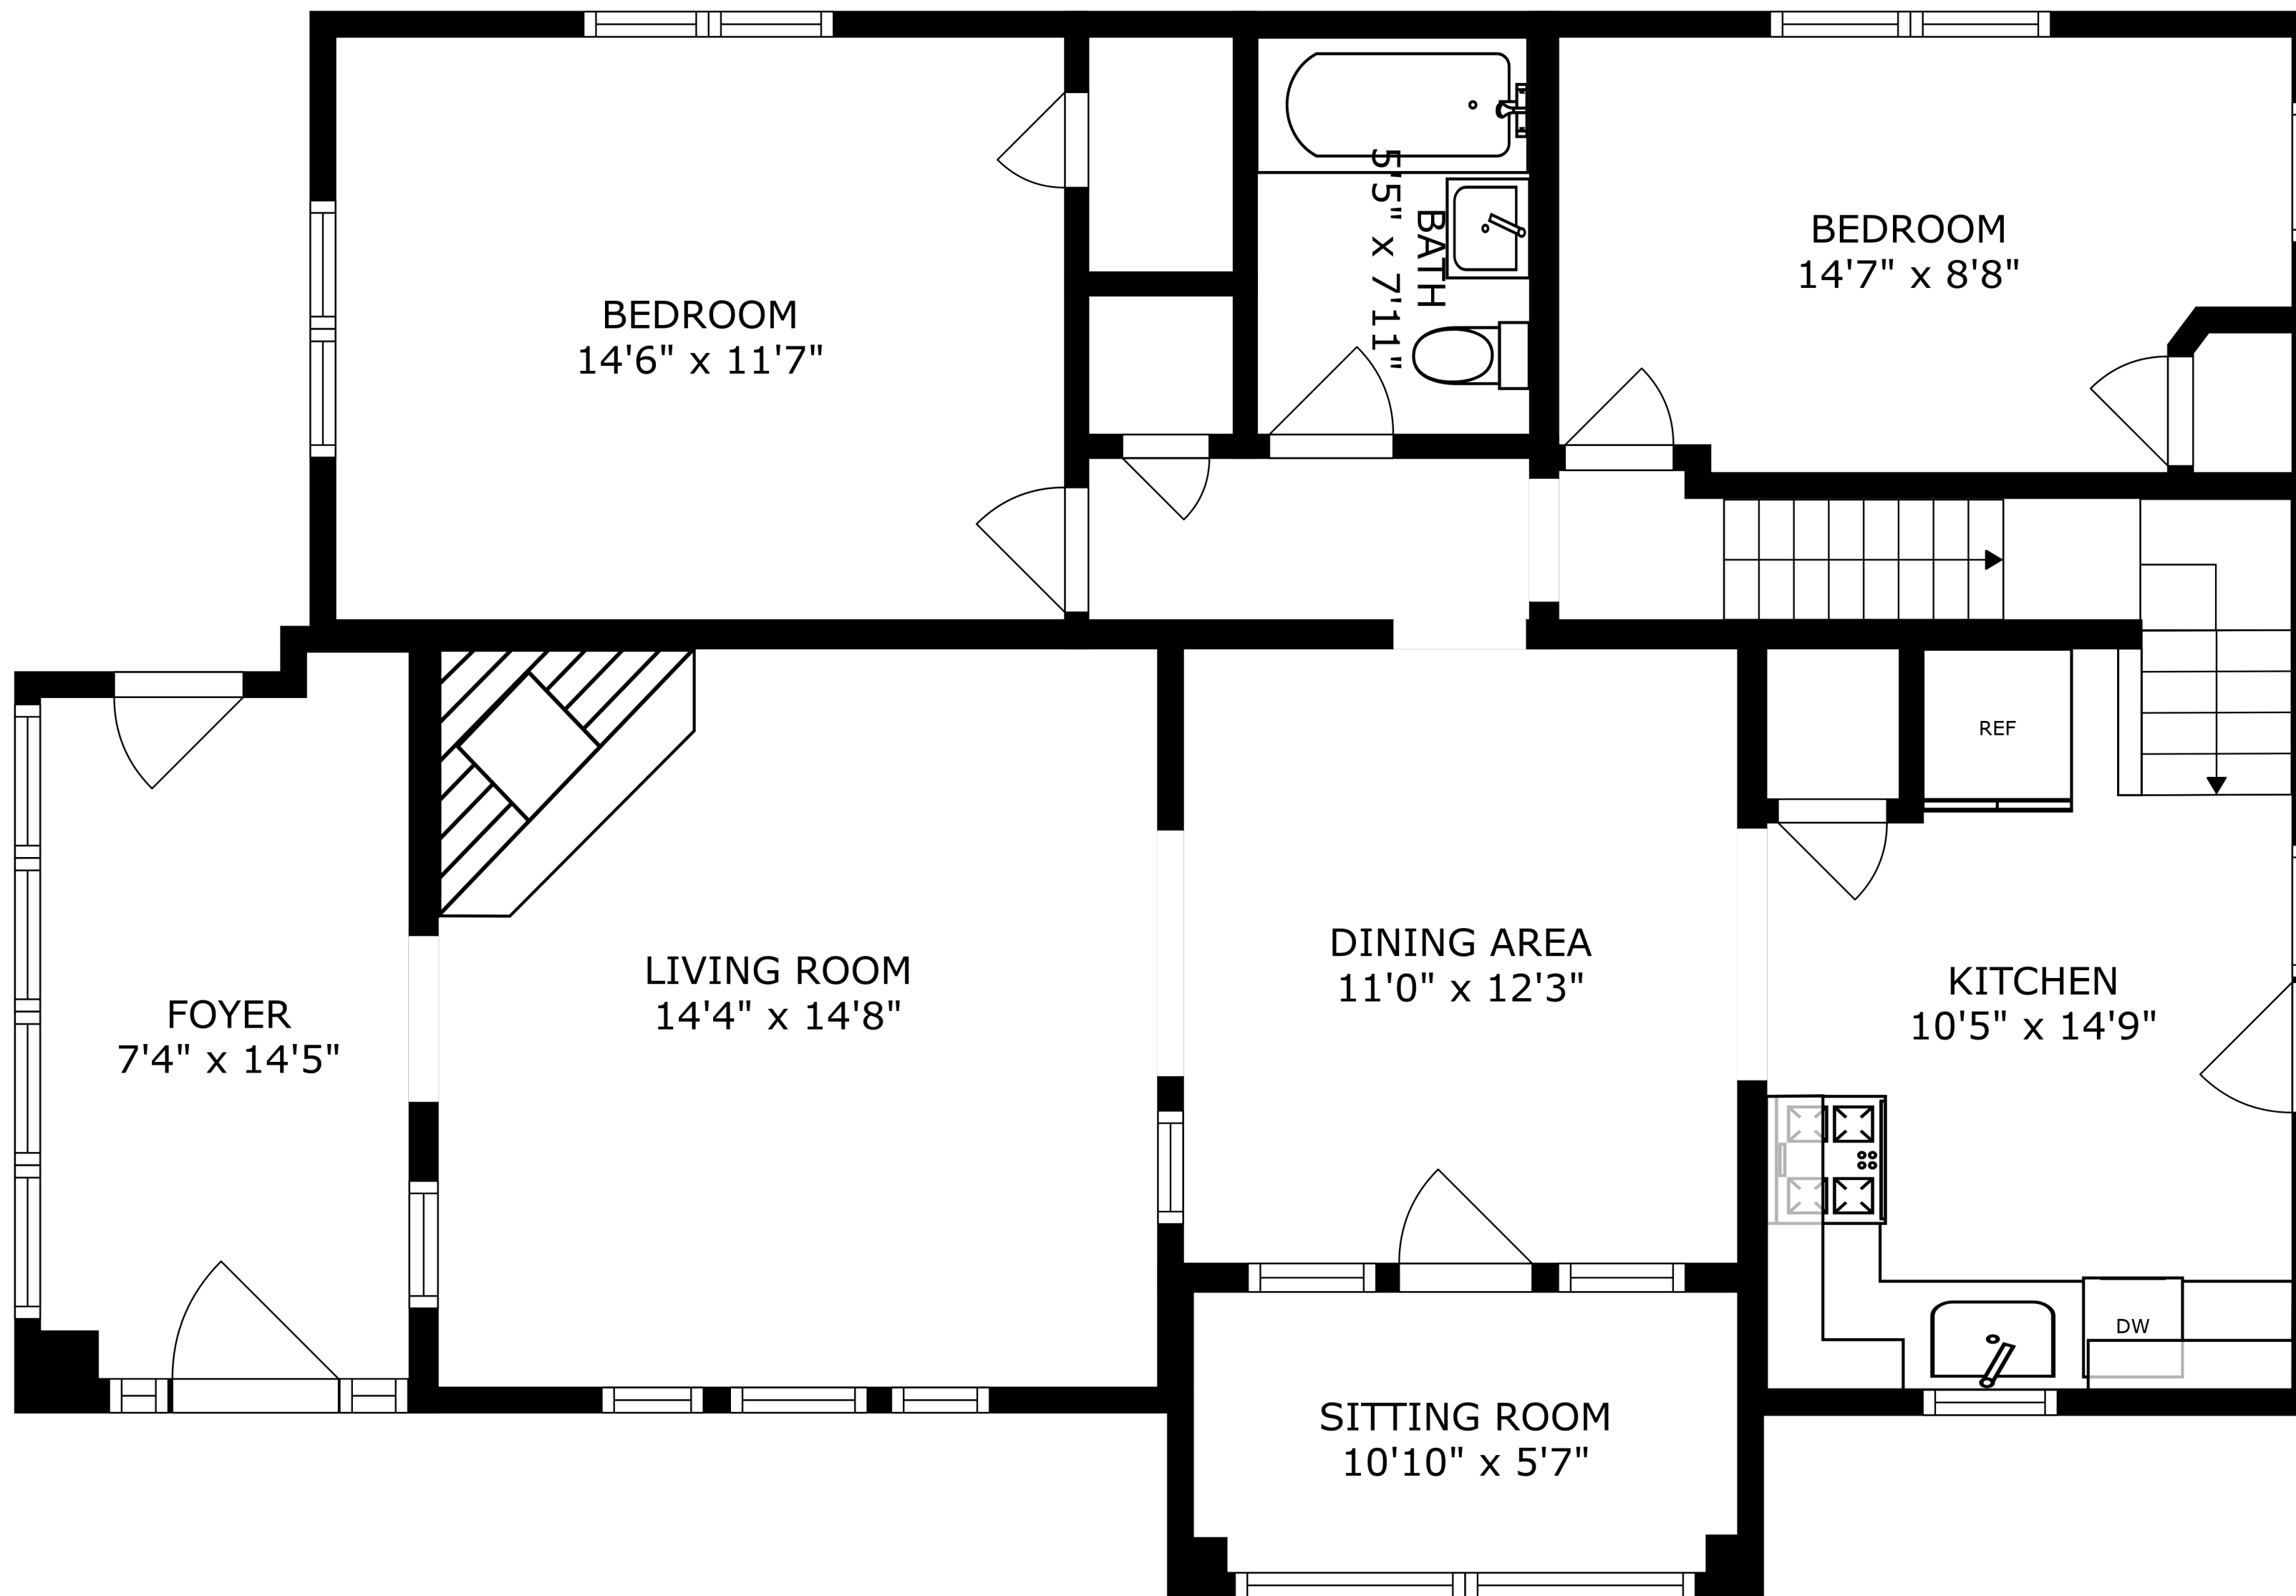 BEDROOM
14'6" x 11'7"
BATH
5'5" x 7'11"
BEDROOM
14'7" x 8'8"
REF
FOYER
7'4" x 14'5"
LIVING ROOM
14'4" x 14'8"
DINING AREA
11'0" x 12'3"
KITCHEN
10'5" x 14'9"
DW
SITTING ROOM
10'10" x 5'7"